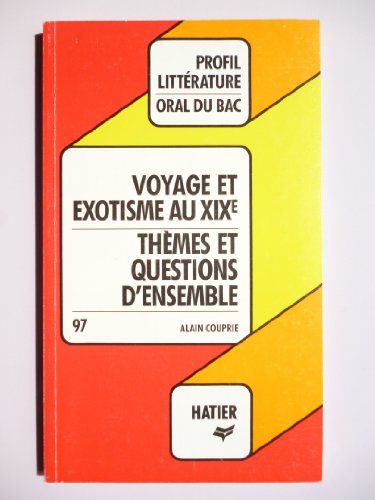 PROFIL
LITTÉRATURE
ORAL DU BAC
VOYAGE ET
EXOTISME AU XIXE
THÈMES ET
QUESTIONS
D'ENSEMBLE
97 ALAIN COUPRIE
HATIER